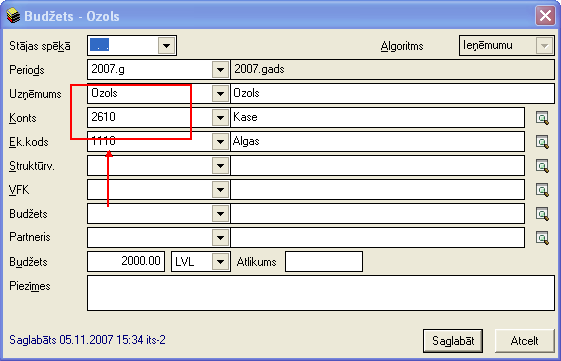 Budžets - Ozols
Stājas spēkā . . Algoritms Ieņēmumu
Periods 2007.g 2007.gads
Uzņēmums Ozols Ozols
Konts 2610 Kase
Ek.kods 1110 Algas
Struktūrv.
VFK
Budžets
Partneris
Budžets 2000.00 LVL Atlikums
Piezīmes
Saglabāts 05.11.2007 15:34 its-2 Saglabāt Atcelt